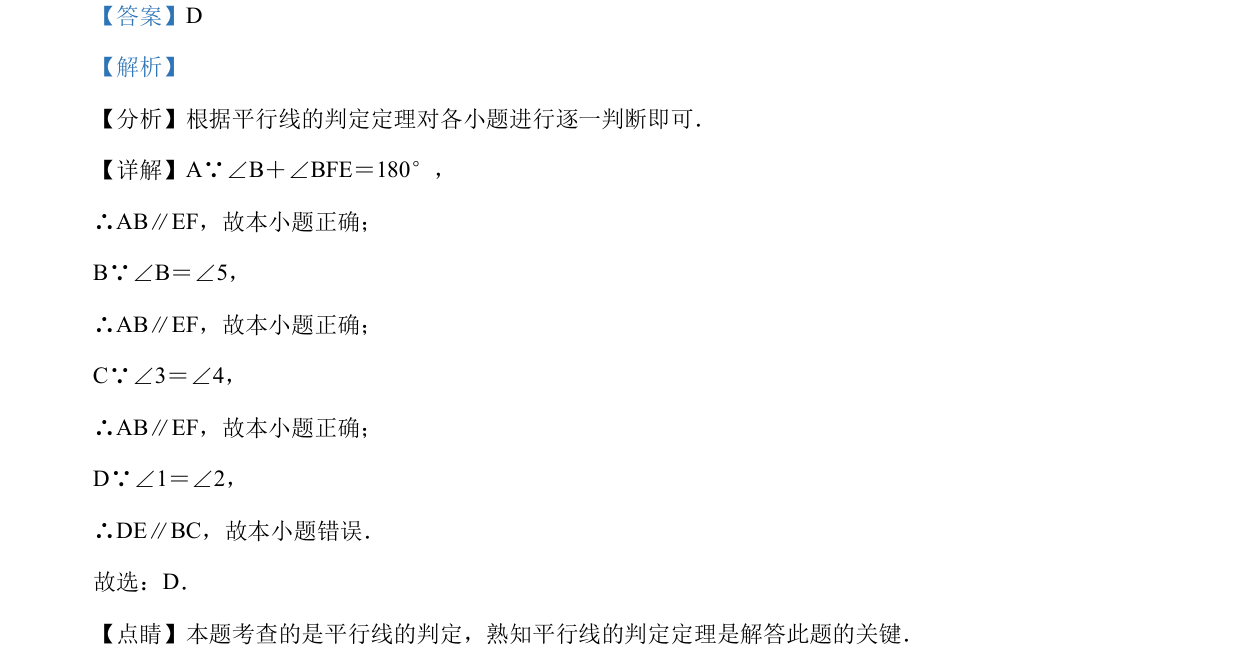 【答案】D
【解析】
【分析】根据平行线的判定定理对各小题进行逐一判断即可．
【详解】A∵∠B＋∠BFE＝180°，
∴AB∥EF，故本小题正确；
B∵∠B＝∠5，
∴AB∥EF，故本小题正确；
C∵∠3＝∠4，
∴AB∥EF，故本小题正确；
D∵∠1＝∠2，
∴DE∥BC，故本小题错误．
故选：D．
【点睛】本题考查的是平行线的判定，熟知平行线的判定定理是解答此题的关键．